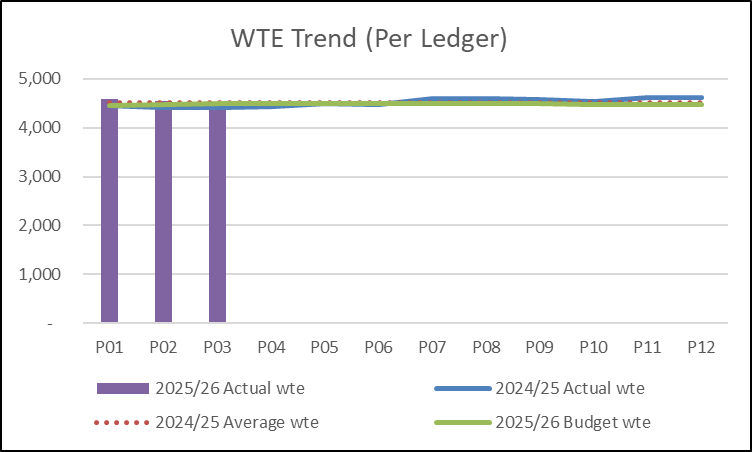 WTE Trend (Per Ledger)
5,000
4,000
3,000
2,000
1,000
-
P01 P02 P03 P04 P05 P06 P07 P08 P09 P10 P11 P12
2025/26 Actual wte 2024/25 Actual wte
2024/25 Average wte 2025/26 Budget wte